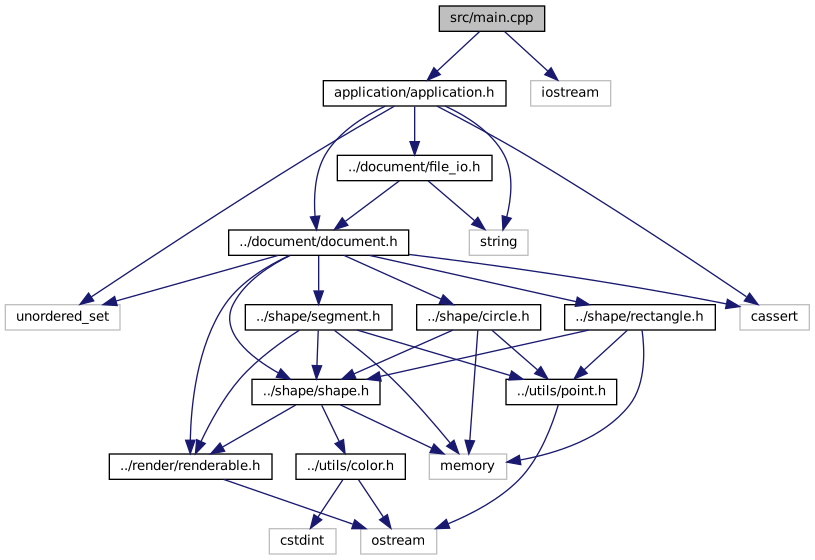 src/main.cpp
application/application.h
iostream
../document/file_io.h
../document/document.h
string
unordered_set
../shape/segment.h
../shape/circle.h
../shape/rectangle.h
cassert
../shape/shape.h
../utils/point.h
../render/renderable.h
../utils/color.h
memory
cstdint
ostream